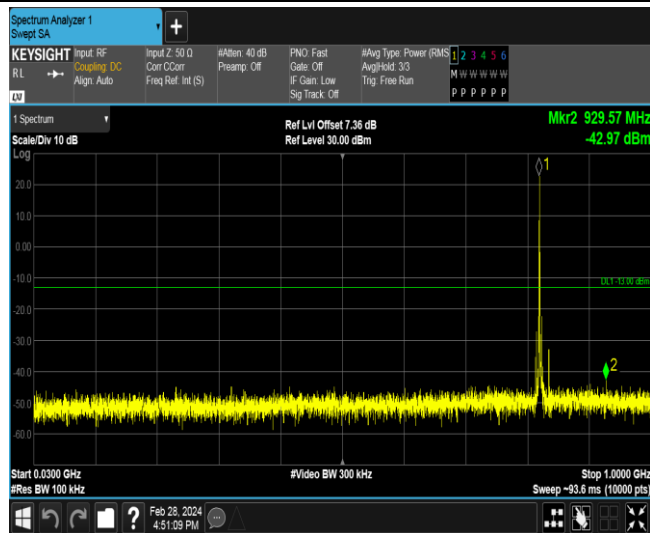 Spectrum Analyzer 1
Swept SA
KEYSIGHT Input: RF Input Z: 50 Ω #Atten: 40 dB PNO: Fast #Avg Type: Power (RMS 1 2 3 4 5 6
RL Coupling: DC Corr CCorr Preamp: Off Gate: Off Avg|Hold: 3/3 M W W W W W
Align: Auto Freq Ref: Int (S) IF Gain: Low Trig: Free Run
Sig Track: Off P P P P P P
LXI
1 Spectrum Ref Lvl Offset 7.36 dB Mkr2 929.57 MHz
Scale/Div 10 dB Ref Level 30.00 dBm -42.97 dBm
Log
1
20.0
10.0
0.00
-10.0 DL1 -13.00 dBm
-20.0
-30.0
-40.0 2
-50.0
-60.0
Start 0.0300 GHz #Video BW 300 kHz Stop 1.0000 GHz
#Res BW 100 kHz Sweep ~93.6 ms (10000 pts)
? Feb 28, 2024
4:51:09 PM